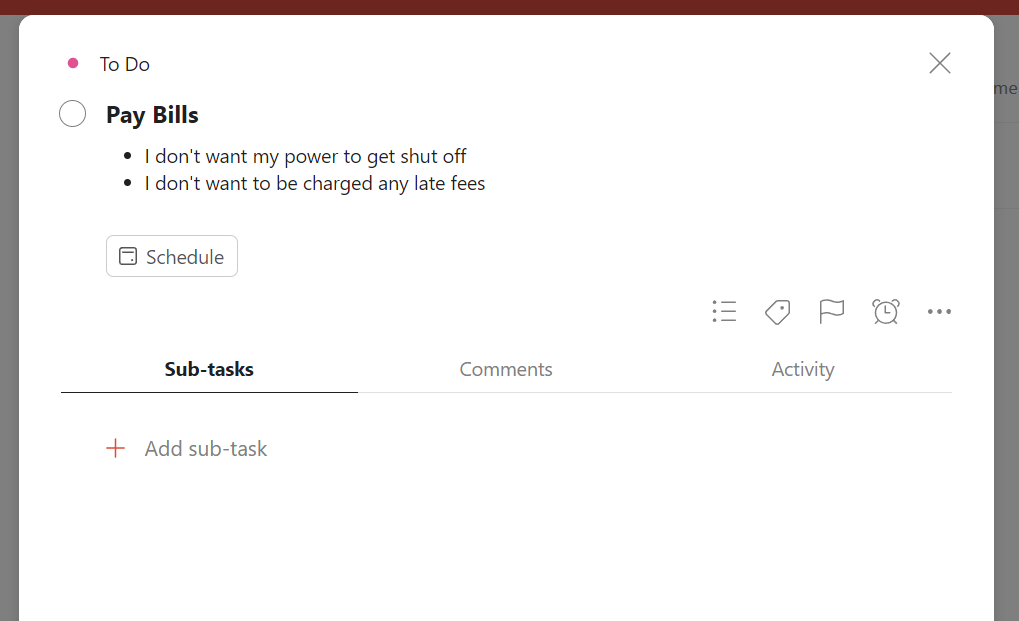 To Do
me
Pay Bills
• I don't want my power to get shut off
• I don't want to be charged any late fees
Schedule
Sub-tasks
Comments
Activity
+ Add sub-task